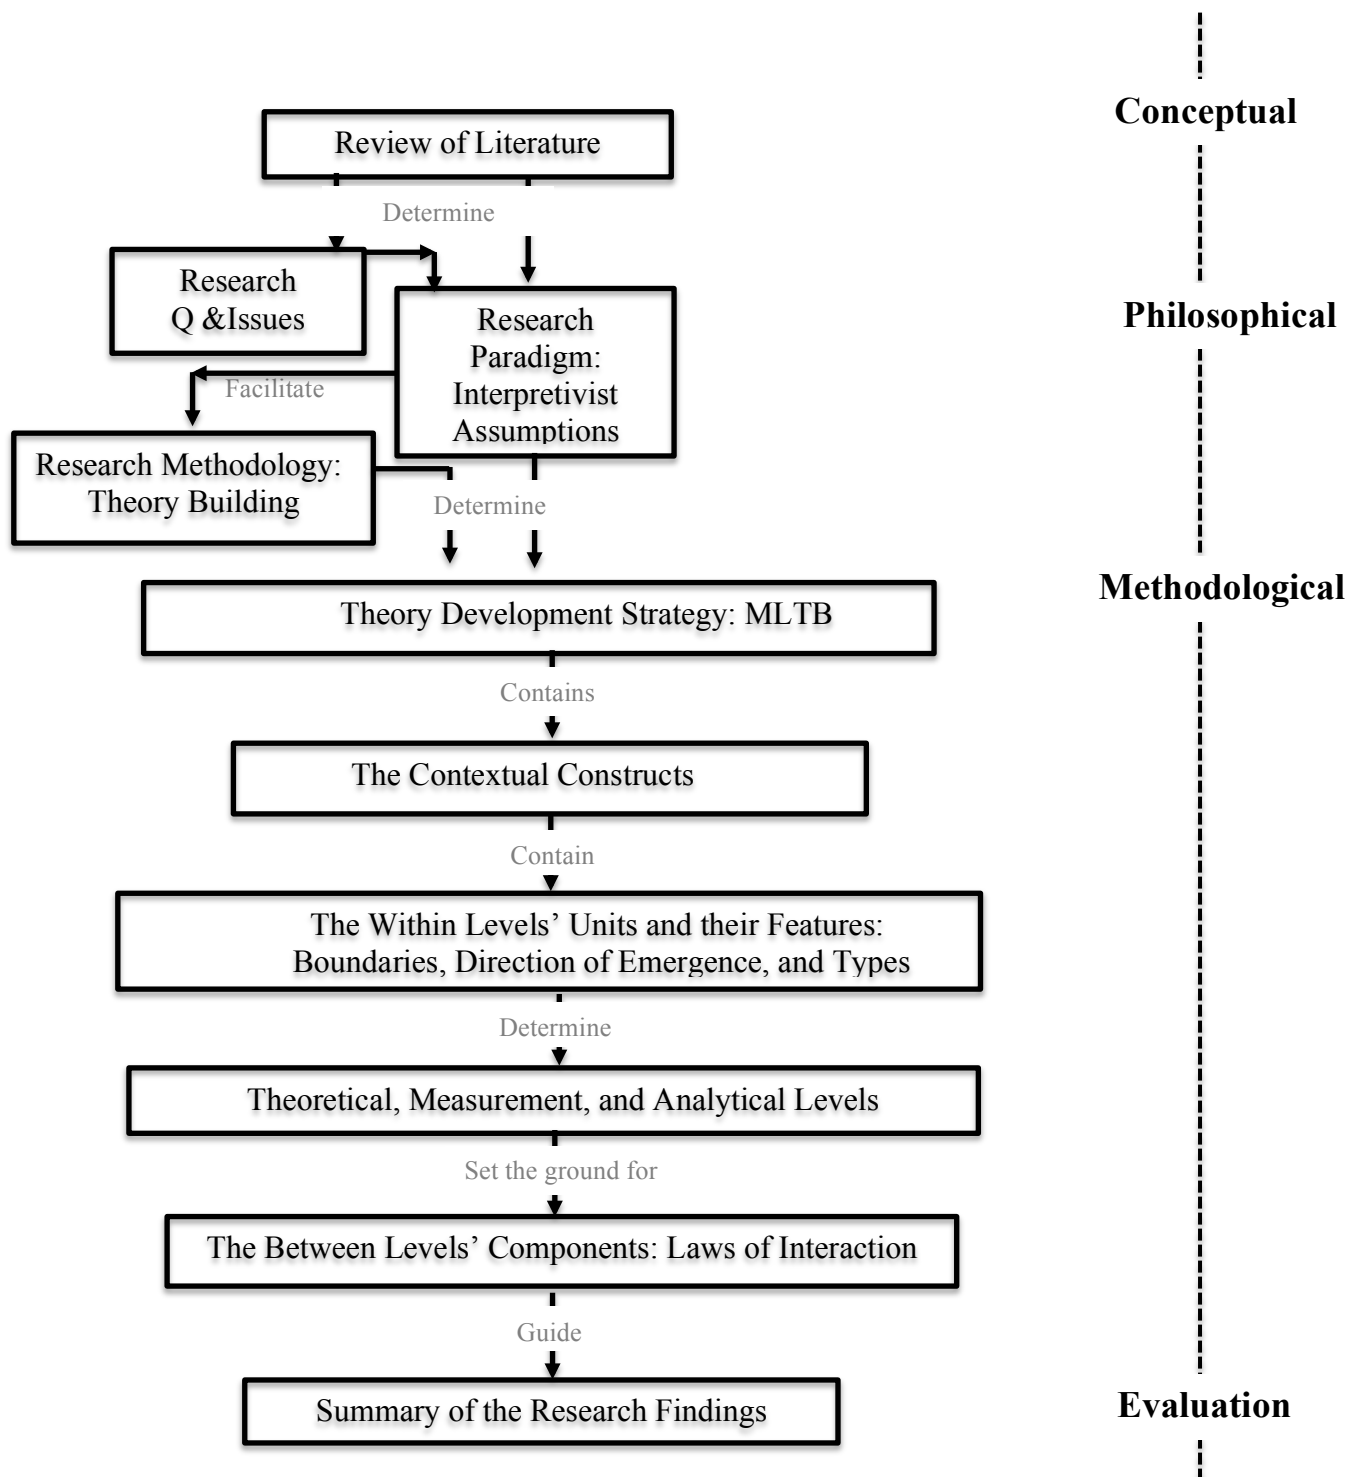 Conceptual
Review of Literature
Determine
Research
Q &Issues
Philosophical
Research
Paradigm:
Interpretivist
Assumptions
Facilitate
Research Methodology:
Theory Building
Determine
Methodological
Theory Development Strategy: MLTB
Contains
The Contextual Constructs
Contain
The Within Levels’ Units and their Features:
Boundaries, Direction of Emergence, and Types
Determine
Theoretical, Measurement, and Analytical Levels
Set the ground for
The Between Levels’ Components: Laws of Interaction
Guide
Summary of the Research Findings
Evaluation